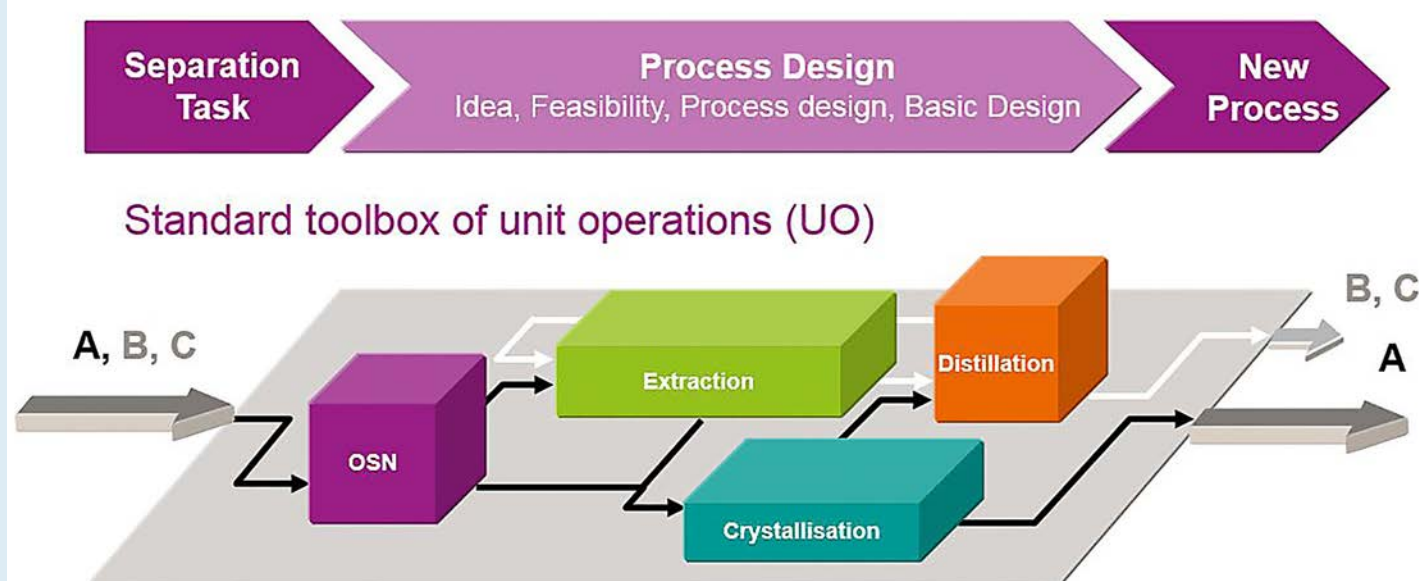 Separation
Task
Process Design
Idea, Feasibility, Process design, Basic Design
New
Process
Standard toolbox of unit operations (UO)
A, B, C
OSN
Extraction
Distillation
Crystallisation
B, C
A